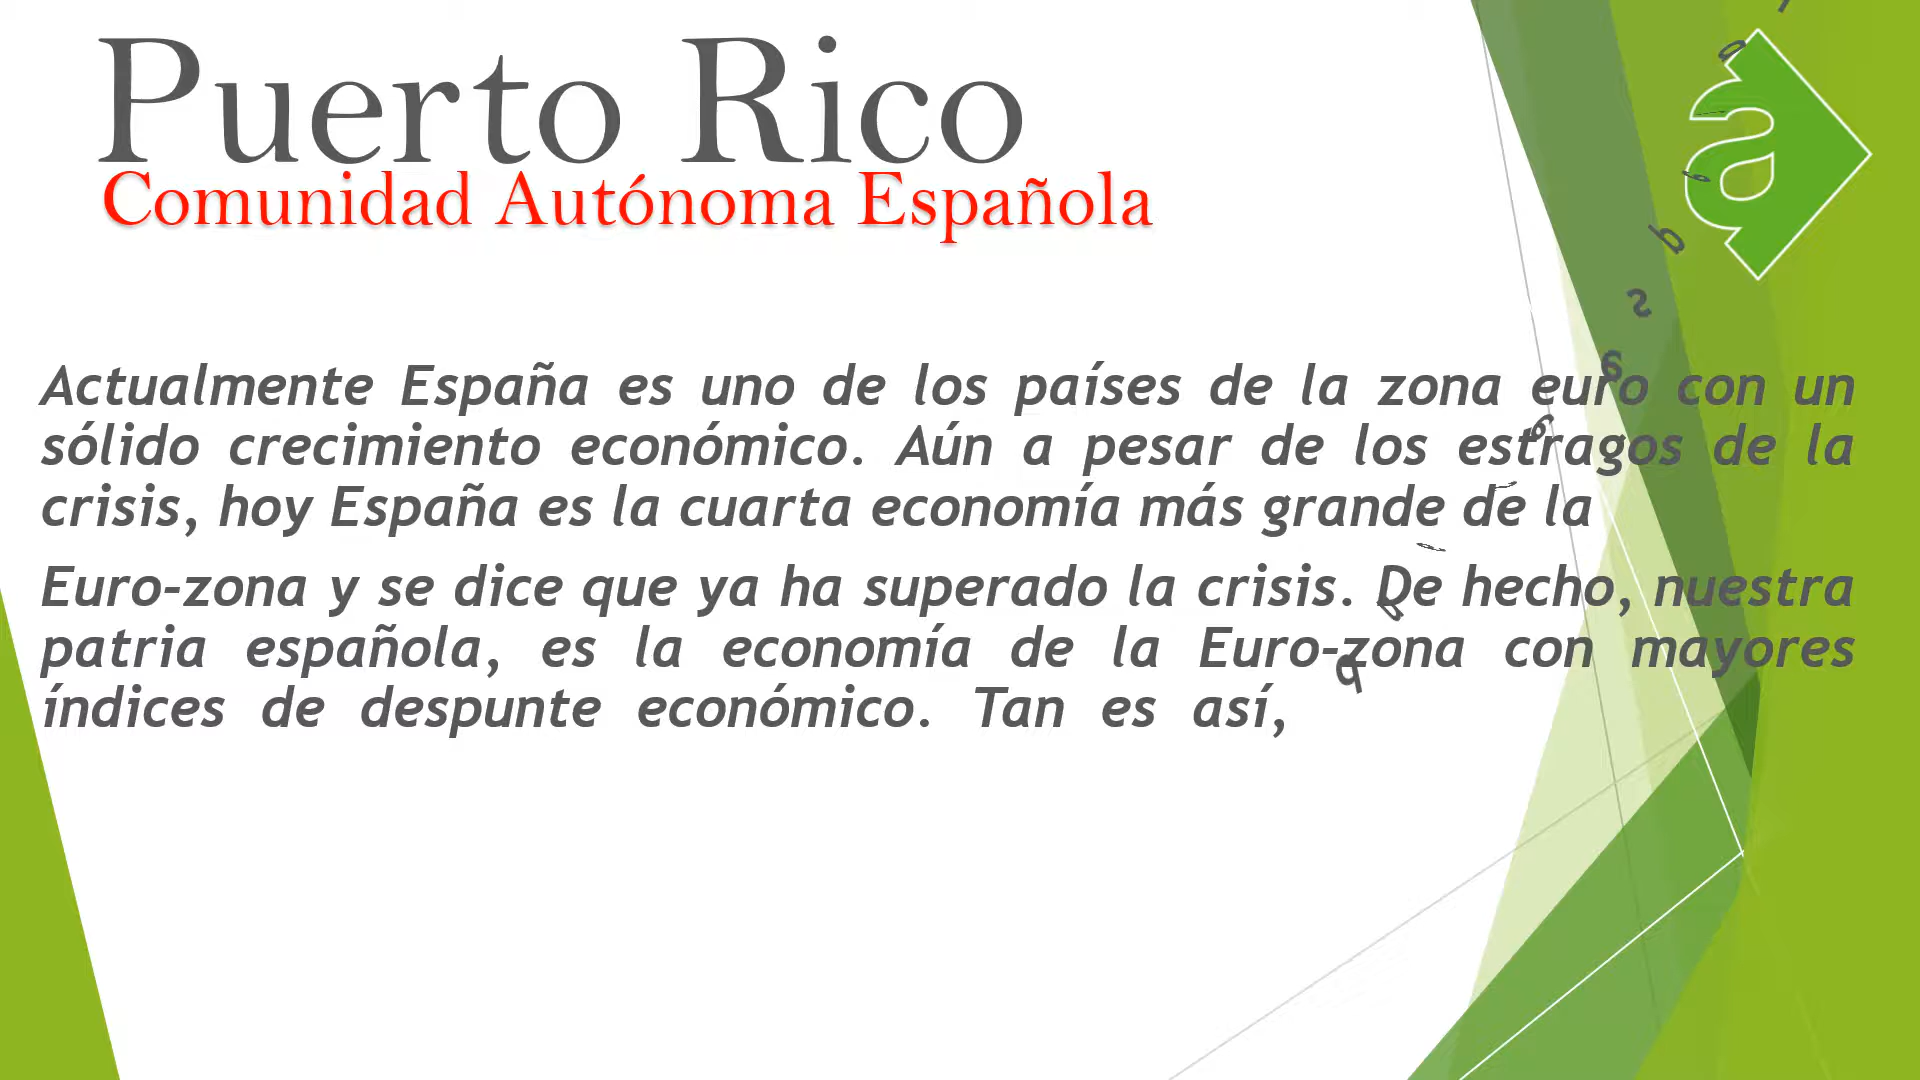 Puerto Rico
Comunidad Autónoma Española
a
Actualmente España es uno de los países de la zona euro con un
sólido crecimiento económico. Aún a pesar de los estragos de la
crisis, hoy España es la cuarta economía más grande de la
Euro-zona y se dice que ya ha superado la crisis. De hecho, nuestra
patria española, es la economía de la Euro-zona con mayores
índices de despunte económico. Tan es así,